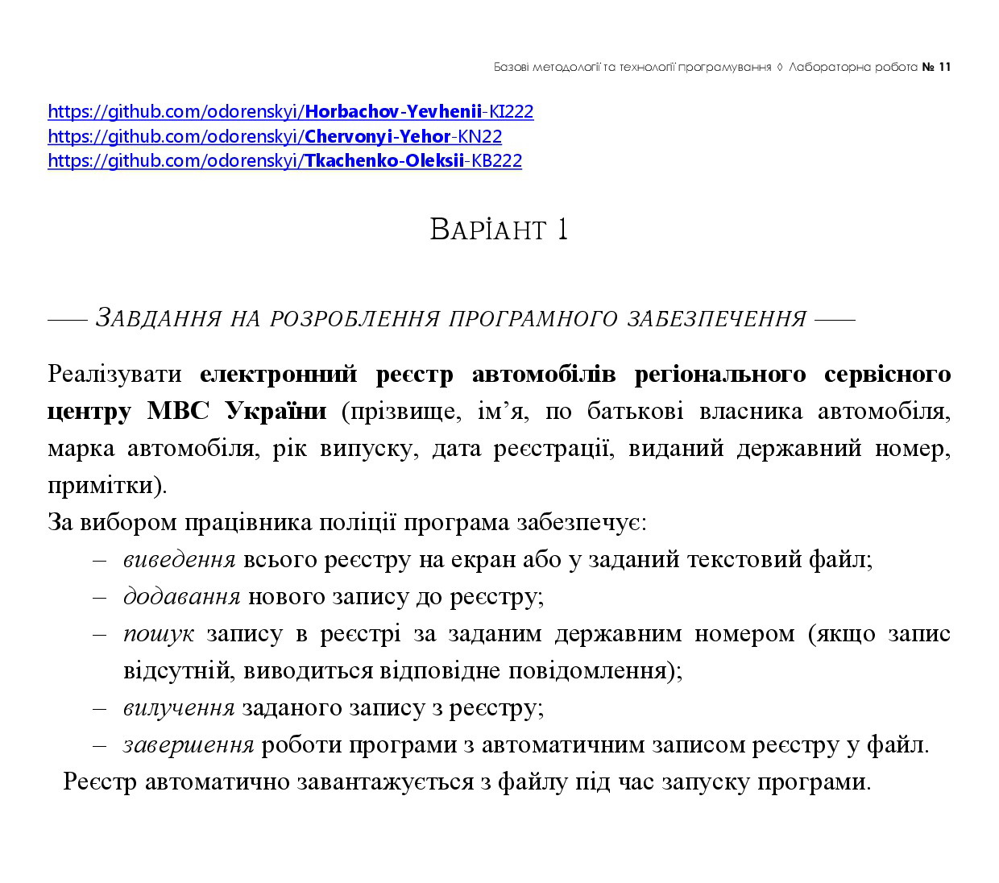 Базові методології та технології програмування ◊ Лабораторна робота № 11
https://github.com/odorenskyi/Horbachov-Yevhenii-KI222
https://github.com/odorenskyi/Chervonyi-Yehor-KN22
https://github.com/odorenskyi/Tkachenko-Oleksii-KB222
Варіант 1
—— Завдання на розроблення програмного забезпечення ——
Реалізувати електронний реєстр автомобілів регіонального сервісного
центру МВС України (прізвище, ім’я, по батькові власника автомобіля,
марка автомобіля, рік випуску, дата реєстрації, виданий державний номер,
примітки).
За вибором працівника поліції програма забезпечує:
– виведення всього реєстру на екран або у заданий текстовий файл;
– додавання нового запису до реєстру;
– пошук запису в реєстрі за заданим державним номером (якщо запис
відсутній, виводиться відповідне повідомлення);
– вилучення заданого запису з реєстру;
– завершення роботи програми з автоматичним записом реєстру у файл.
Реєстр автоматично завантажується з файлу під час запуску програми.